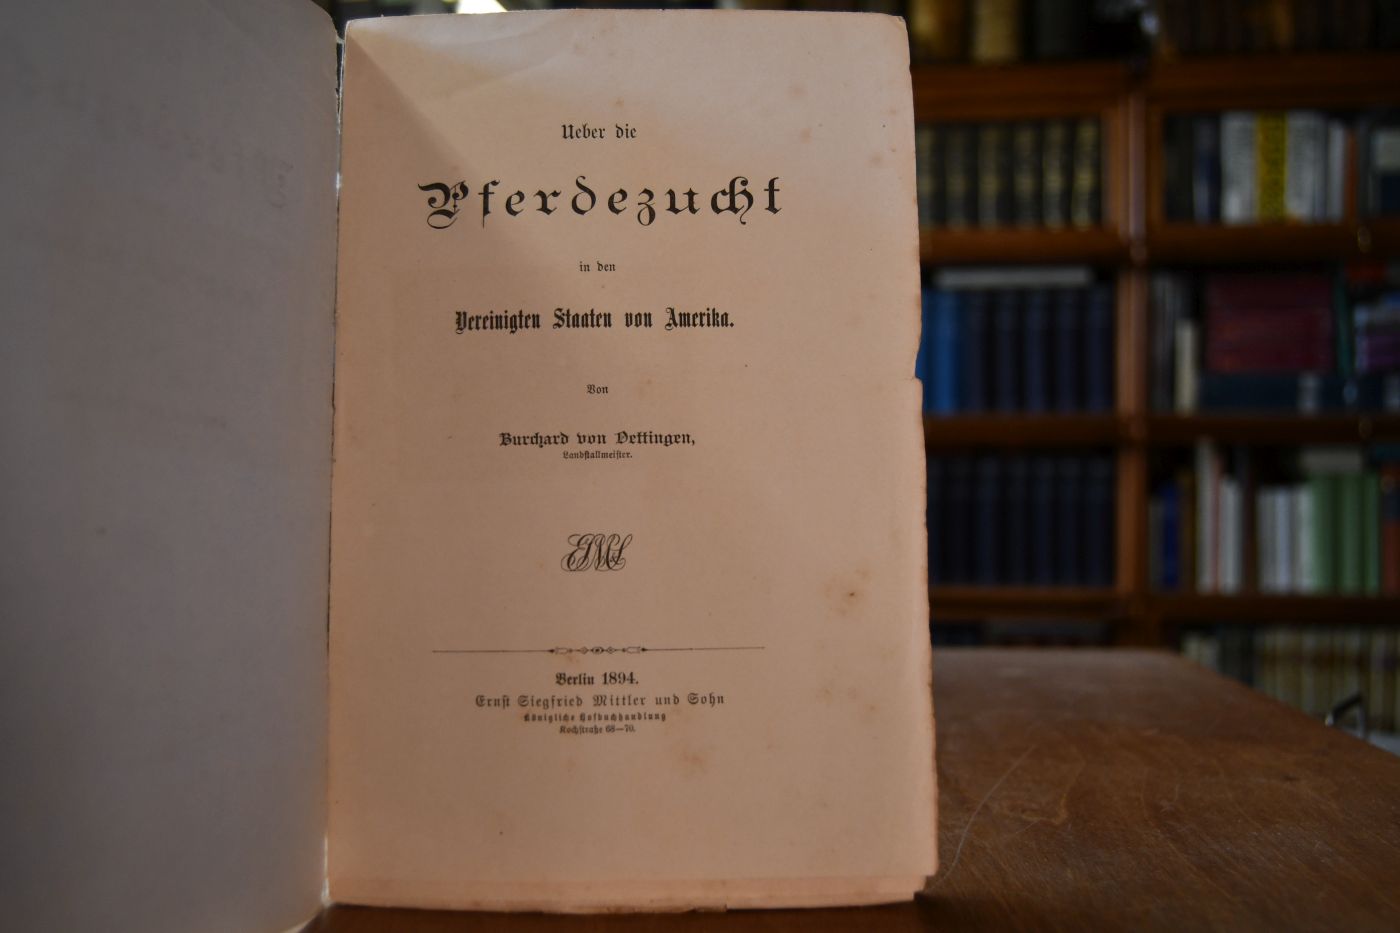 Ueber die
Pferdezucht
in den
Vereinigten Staaten von Amerika.
Von
Burchard von Oettingen,
Landstallmeister.
ESM&S
Berlin 1894.
Ernst Siegfried Mittler und Sohn
Königliche Hofbuchhandlung
Kochstraße 68—70.